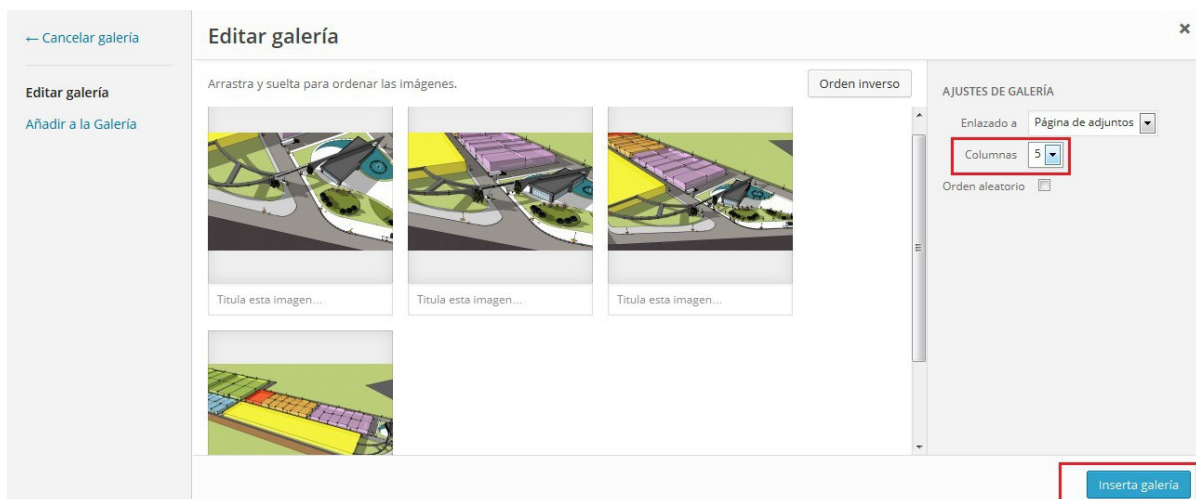 ← Cancelar galería
Editar galería
Añadir a la Galería
Editar galería
×
Arrastra y suelta para ordenar las imágenes.
Orden inverso
Titula esta imagen...
Titula esta imagen...
Titula esta imagen...
AJUSTES DE GALERÍA
Enlazado a Página de adjuntos
Columnas 5
Orden aleatorio
Inserta galería